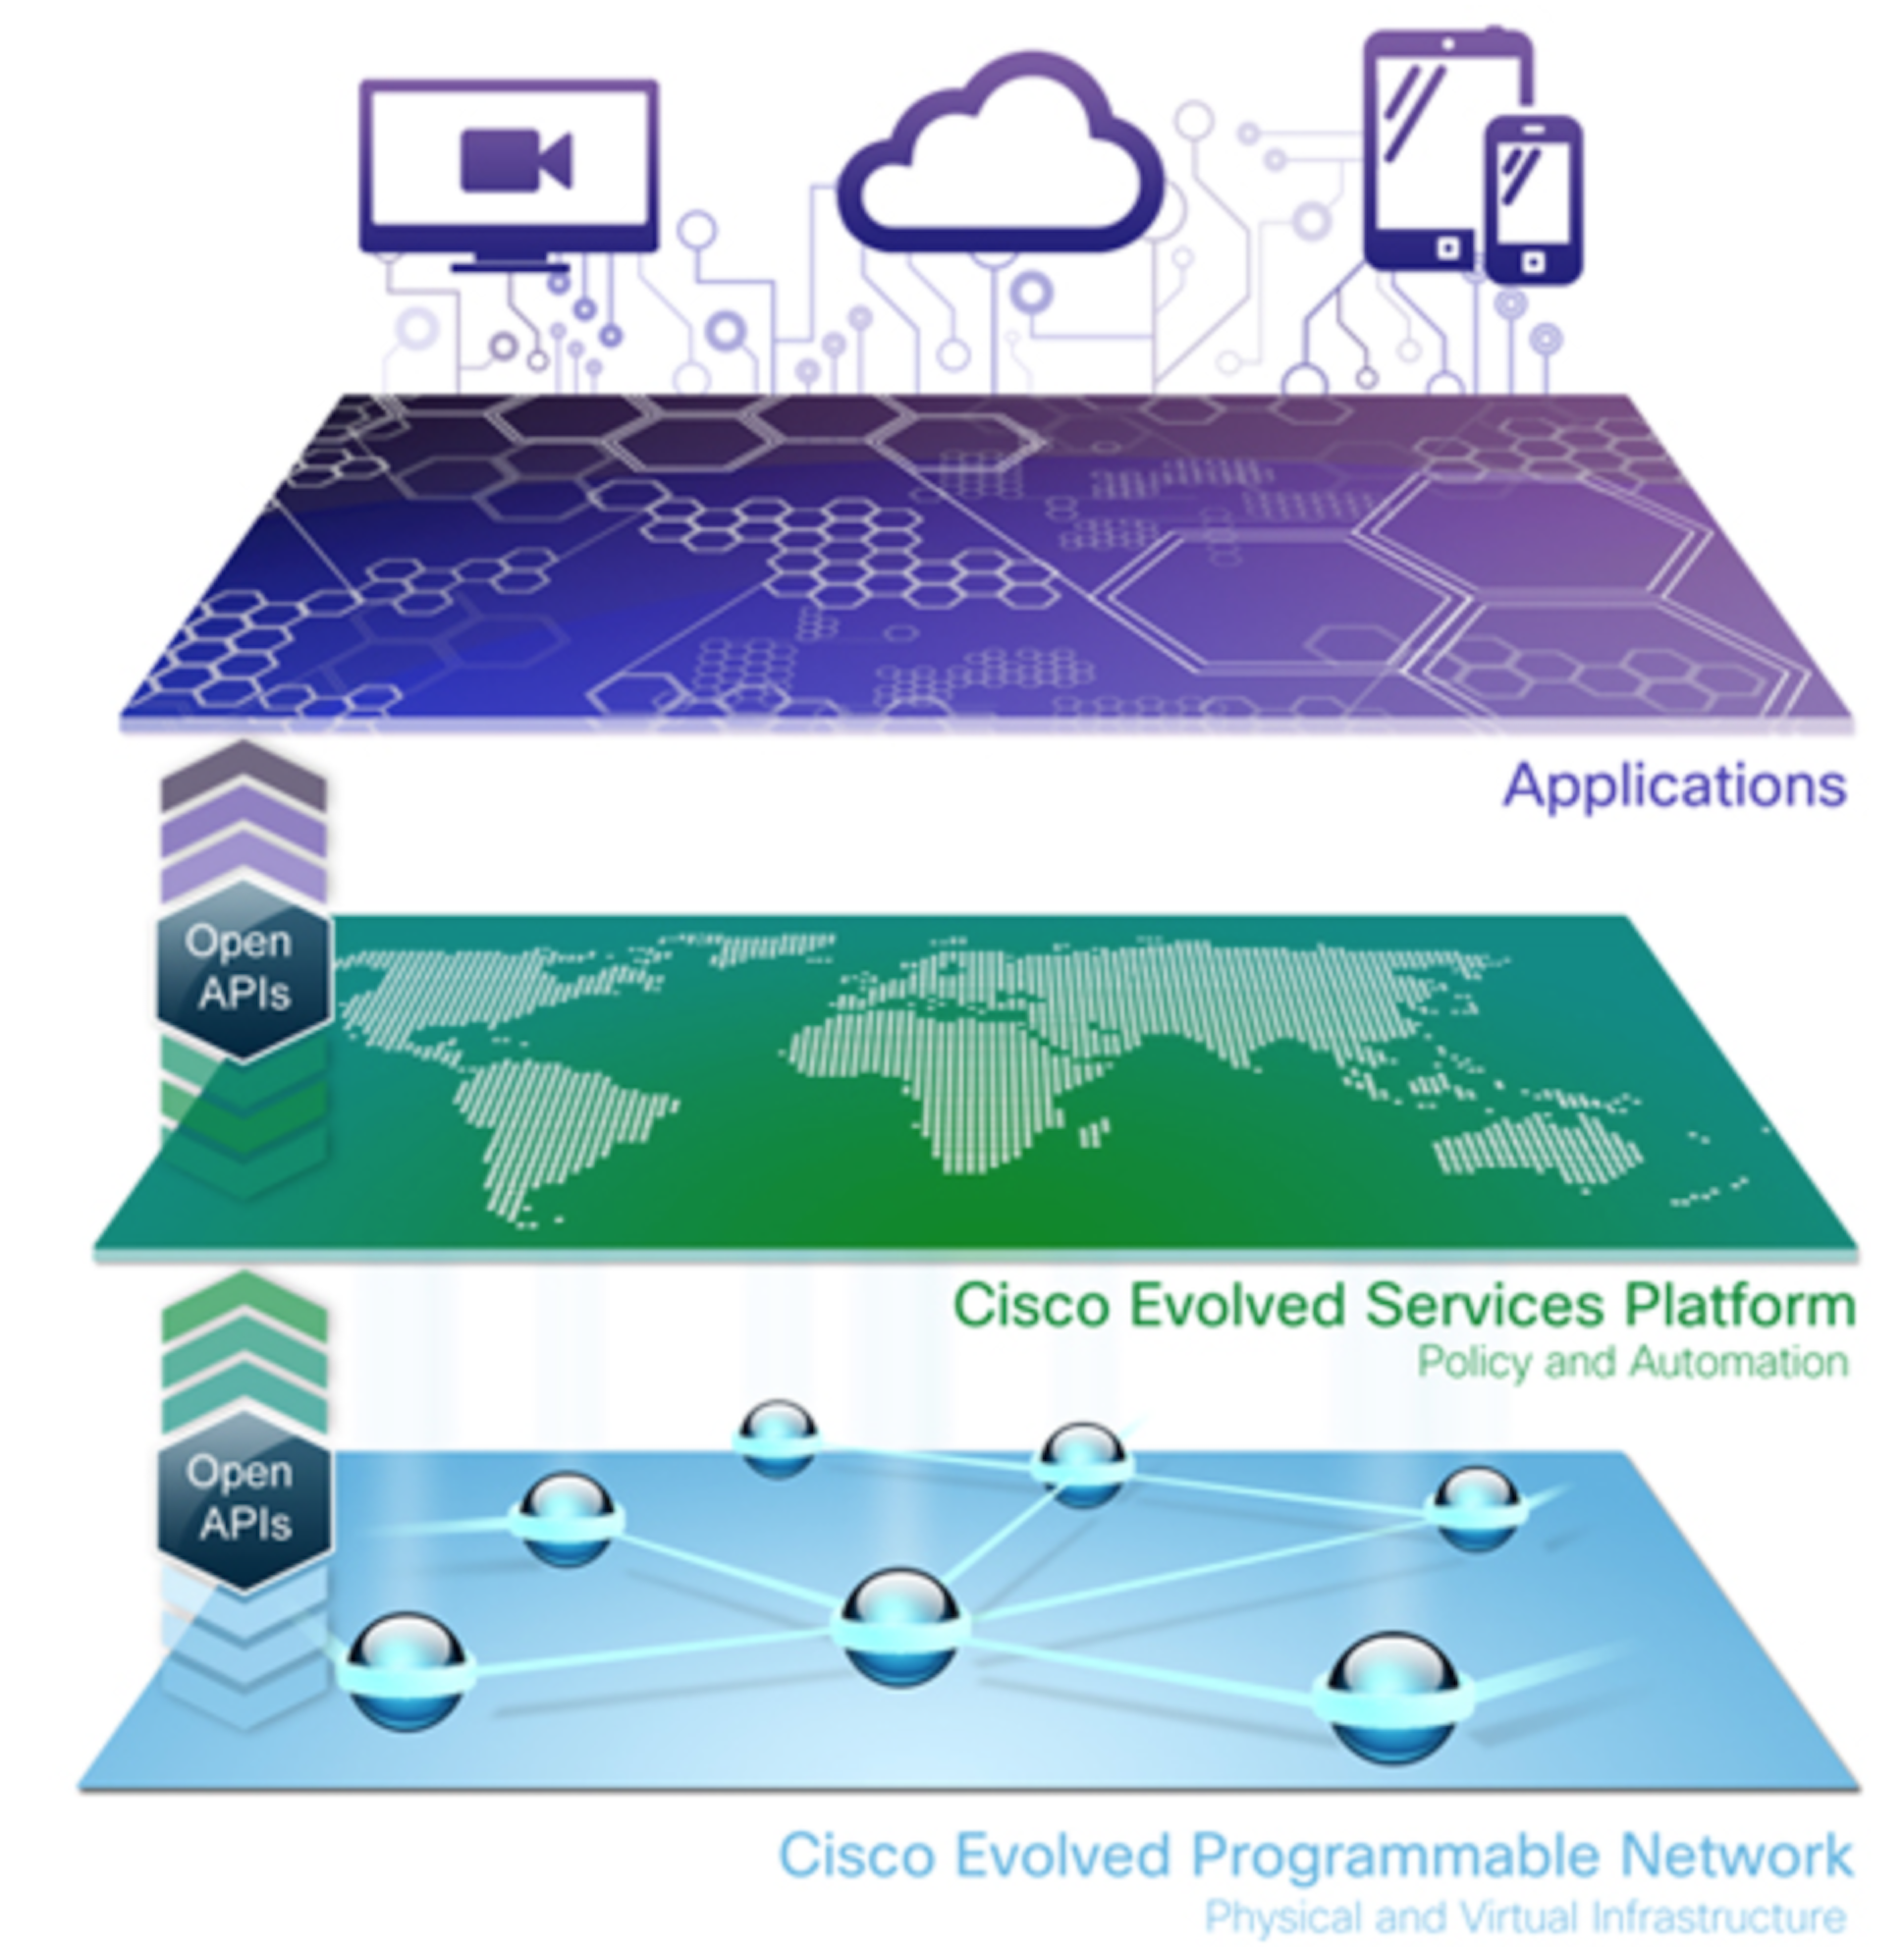 Applications
Open
APIs
Cisco Evolved Services Platform
Policy and Automation
Open
APIs
Cisco Evolved Programmable Network
Physical and Virtual Infrastructure